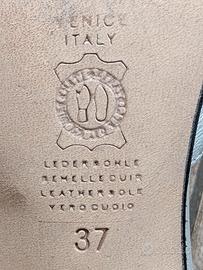 VENICE
ITALY
LEDERSOHLE
SEMELLE CUIR
LEATHER SOLE
VERO CUOIO
37